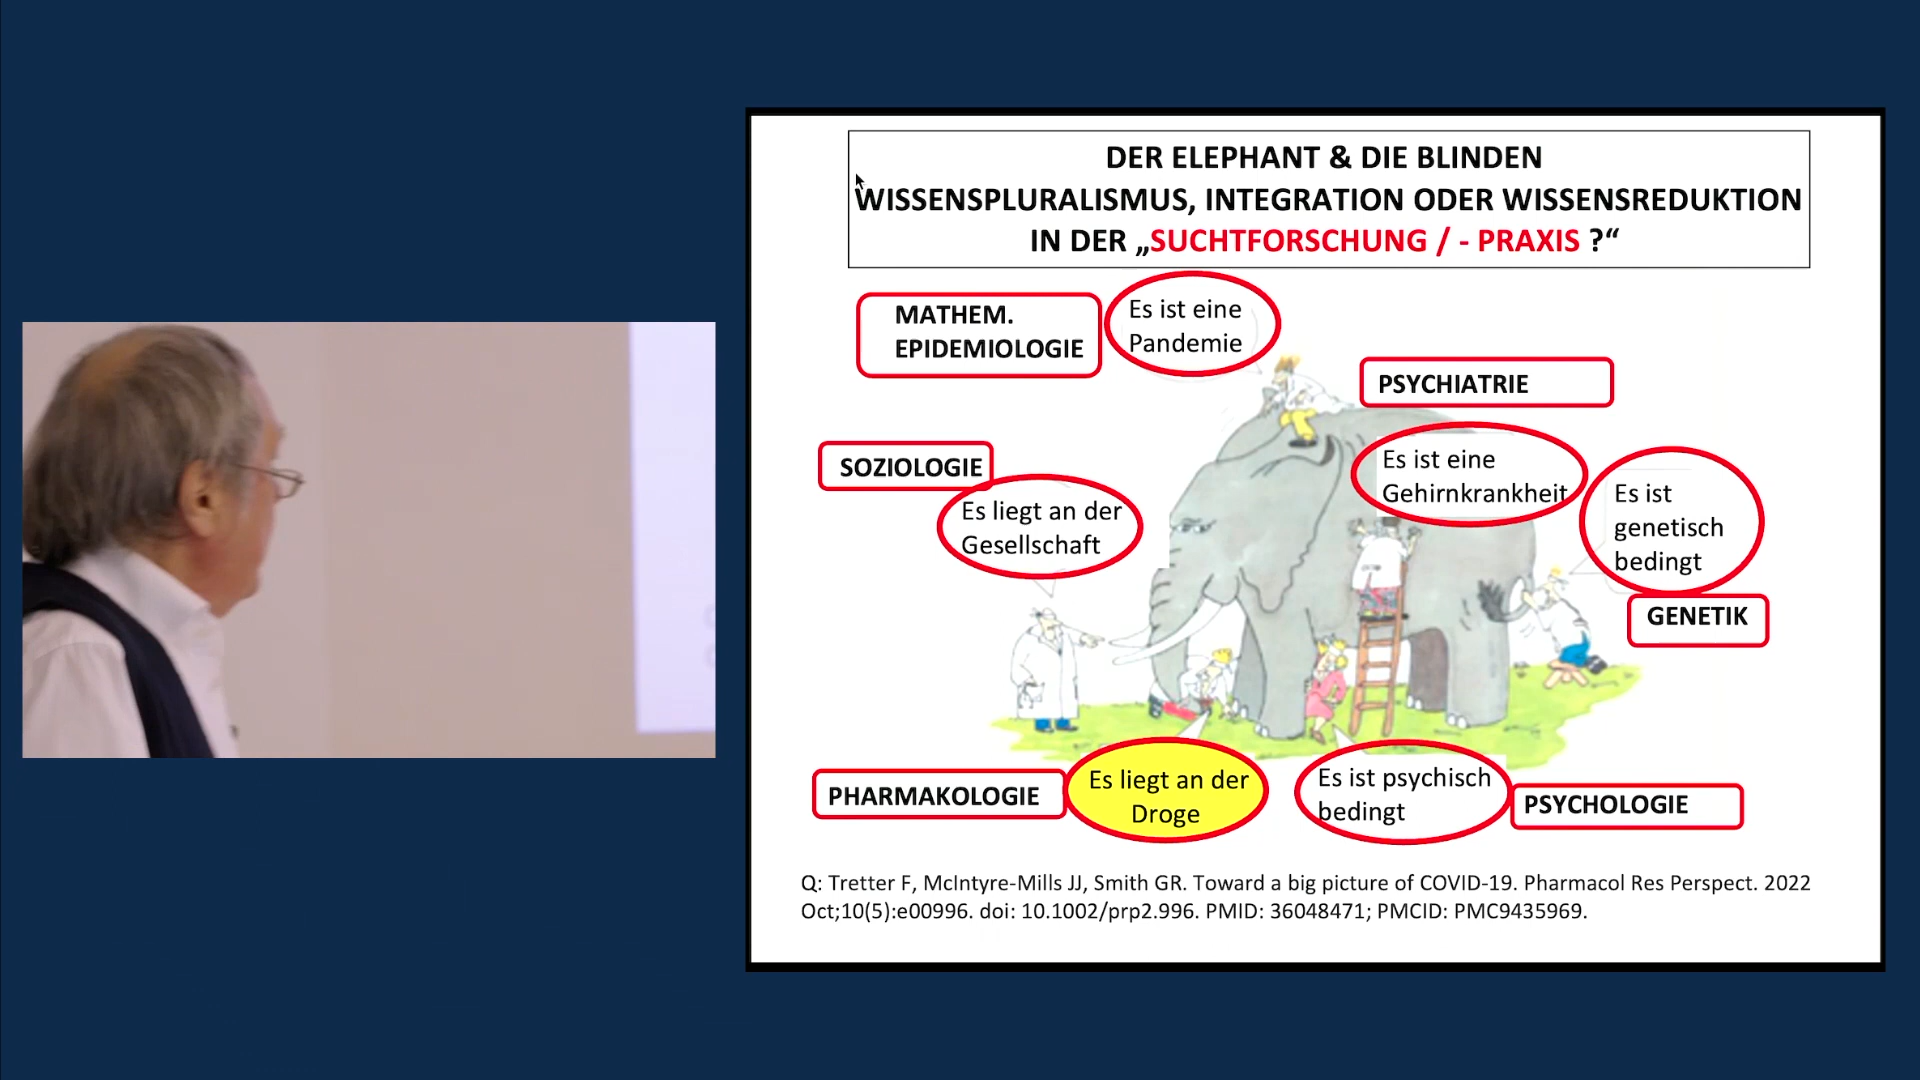 DER ELEPHANT & DIE BLINDEN
WISSENSPLURALISMUS, INTEGRATION ODER WISSENSREDUKTION
IN DER „SUCHTFORSCHUNG / - PRAXIS ?“
MATHEM.
EPIDEMIOLOGIE
Es ist eine
Pandemie
PSYCHIATRIE
Es ist eine
Gehirnkrankheit
SOZIOLOGIE
Es liegt an der
Gesellschaft
Es ist
genetisch
bedingt
GENETIK
PHARMAKOLOGIE
Es liegt an der
Droge
Es ist psychisch
bedingt
PSYCHOLOGIE
Q: Tretter F, McIntyre-Mills JJ, Smith GR. Toward a big picture of COVID-19. Pharmacol Res Perspect. 2022
Oct;10(5):e00996. doi: 10.1002/prp2.996. PMID: 36048471; PMCID: PMC9435969.